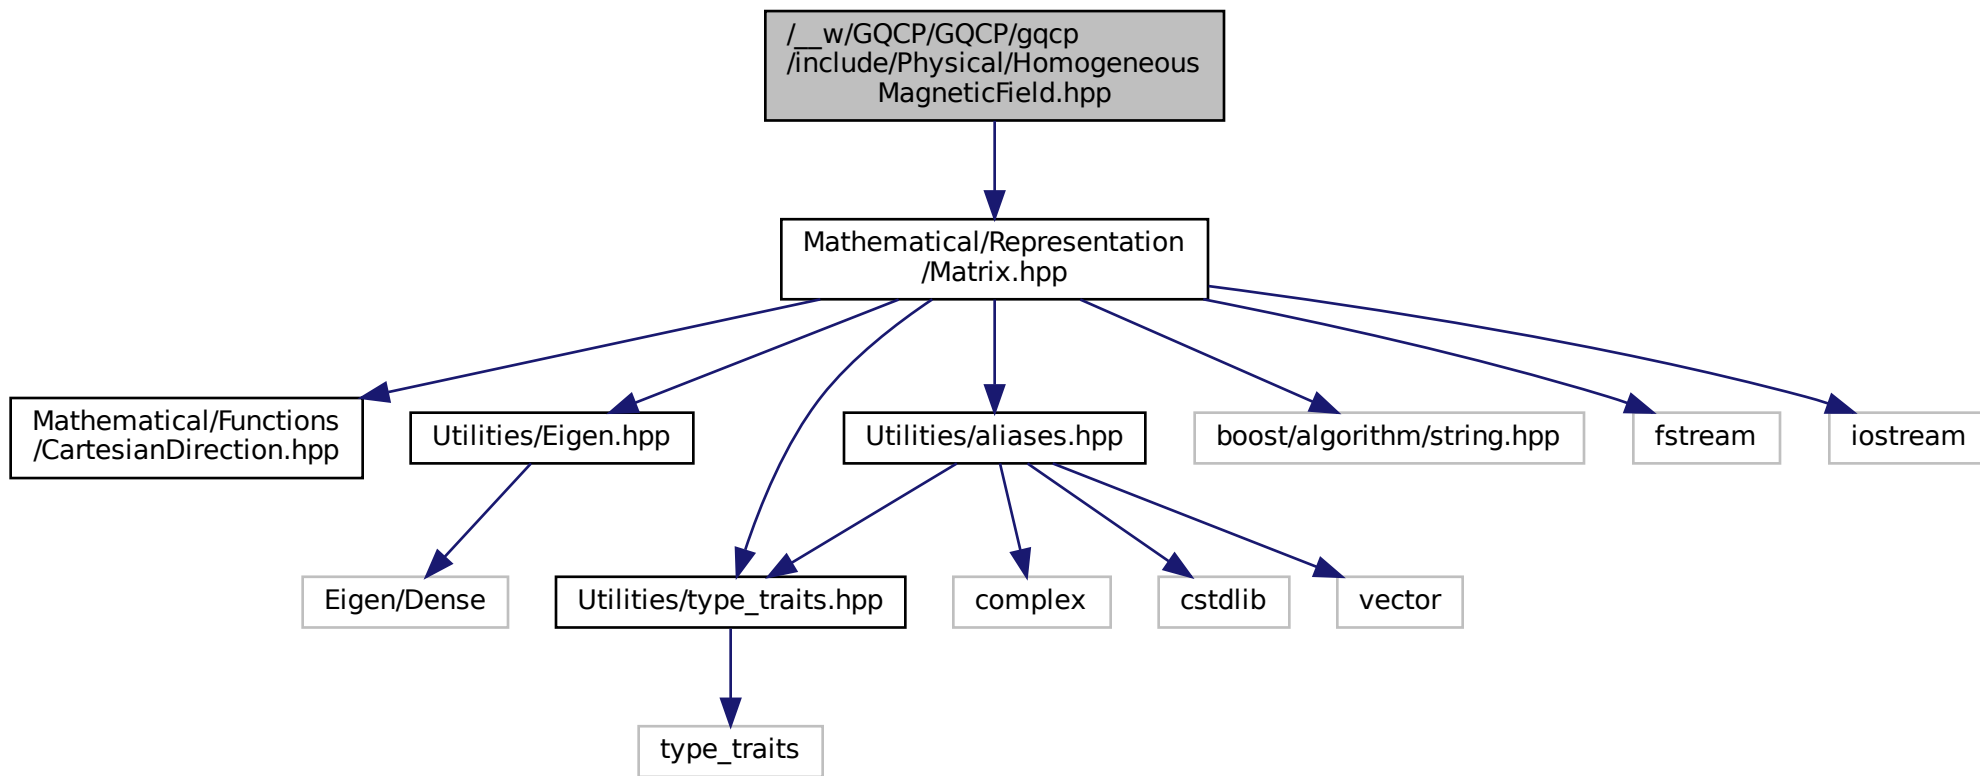 /__w/GQCP/GQCP/gqcp
/include/Physical/Homogeneous
MagneticField.hpp
Mathematical/Representation
/Matrix.hpp
Mathematical/Functions
/CartesianDirection.hpp
Utilities/Eigen.hpp
Utilities/aliases.hpp
boost/algorithm/string.hpp
fstream
iostream
Eigen/Dense
Utilities/type_traits.hpp
complex
cstdlib
vector
type_traits